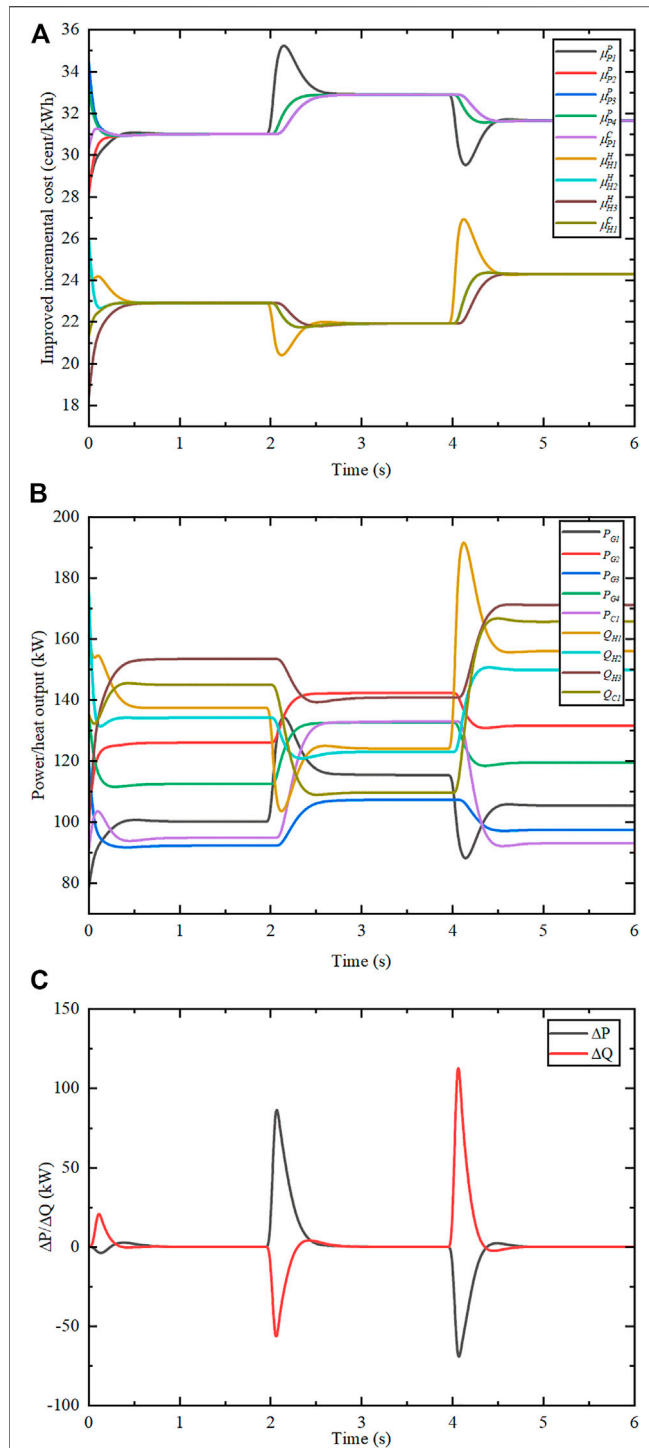 A
Improved incremental cost (cent/kWh)
36
33
30
28
26
24
22
20
18
0
1
2
3
4
5
6
Time (s)
μ^P_P1
μ^P_P2
μ^P_P3
μ^P_P4
μ^C_P1
μ^H_H1
μ^H_H2
μ^H_H3
μ^C_H1
B
Power/heat output (kW)
200
180
160
140
120
100
80
0
1
2
3
4
5
6
Time (s)
P_G1
P_G2
P_G3
P_G4
P_C1
Q_H1
Q_H2
Q_H3
Q_C1
C
ΔP/ΔQ (kW)
150
100
50
0
-50
-100
0
1
2
3
4
5
6
Time (s)
ΔP
ΔQ